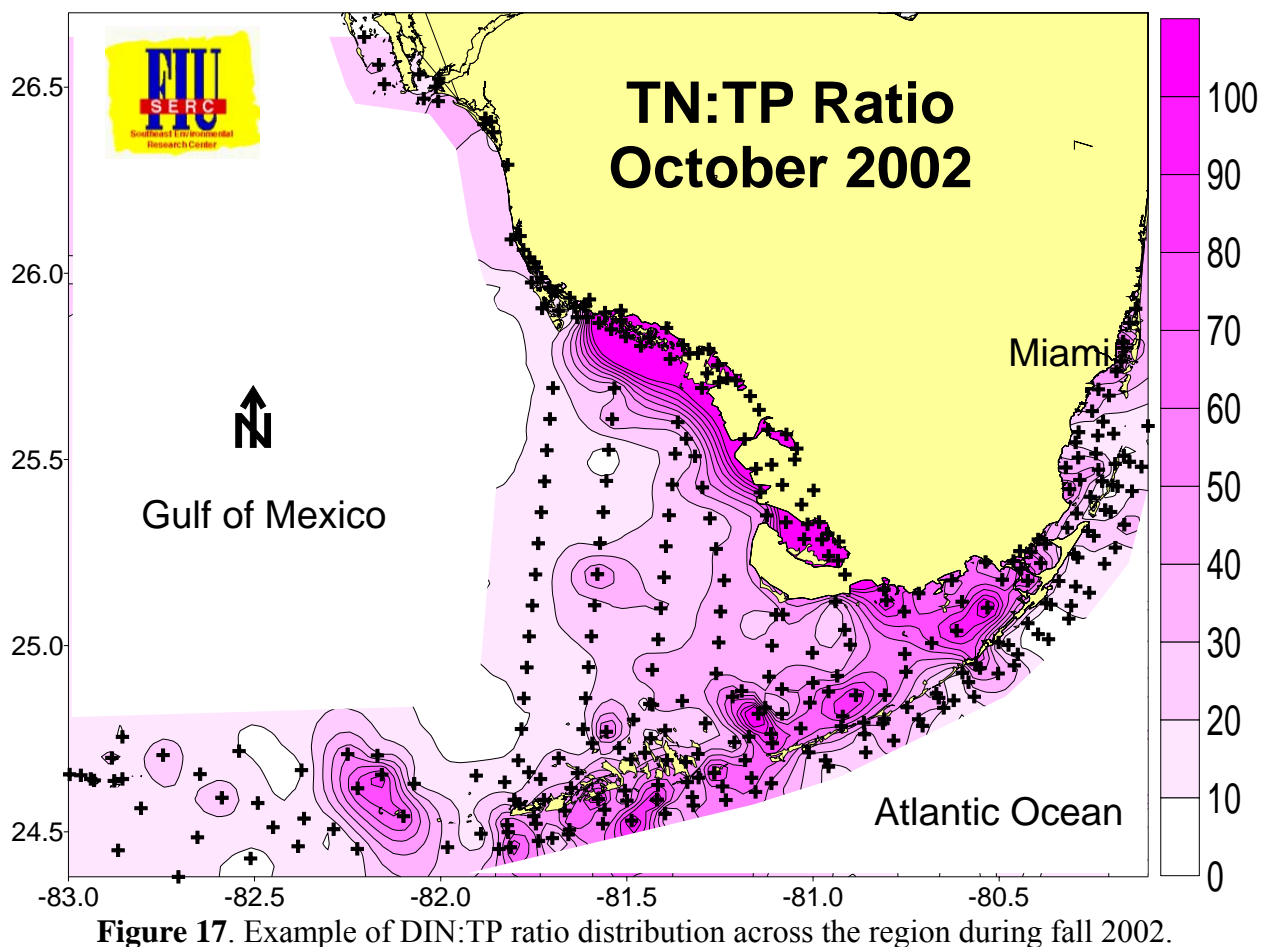 FIU
SERC
Southeast Environmental
Research Center
TN:TP Ratio
October 2002
Miami
N
Gulf of Mexico
Atlantic Ocean
26.5
26.0
25.5
25.0
24.5
-83.0
-82.5
-82.0
-81.5
-81.0
-80.5
100
90
80
70
60
50
40
30
20
10
0
Figure 17. Example of DIN:TP ratio distribution across the region during fall 2002.